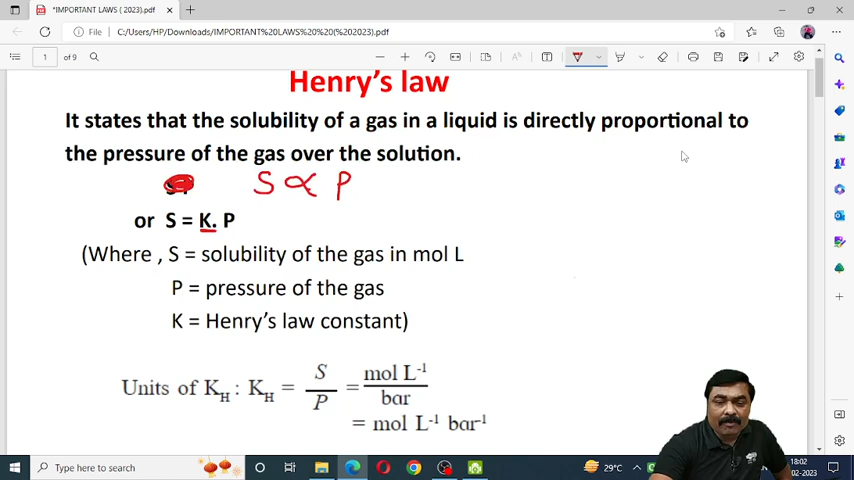 *IMPORTANT LAWS ( 2023).pdf
File
C:/Users/HP/Downloads/IMPORTANT%20LAWS%20%20(%202023).pdf
1 of 9
Henry's law
It states that the solubility of a gas in a liquid is directly proportional to
the pressure of the gas over the solution.
S ∝ P
or S = K. P
(Where , S = solubility of the gas in mol L
P = pressure of the gas
K = Henry's law constant)
Units of K_H : K_H = S/P = mol L⁻¹/bar
= mol L⁻¹ bar⁻¹
Type here to search
29°C
18:02
-02-2023